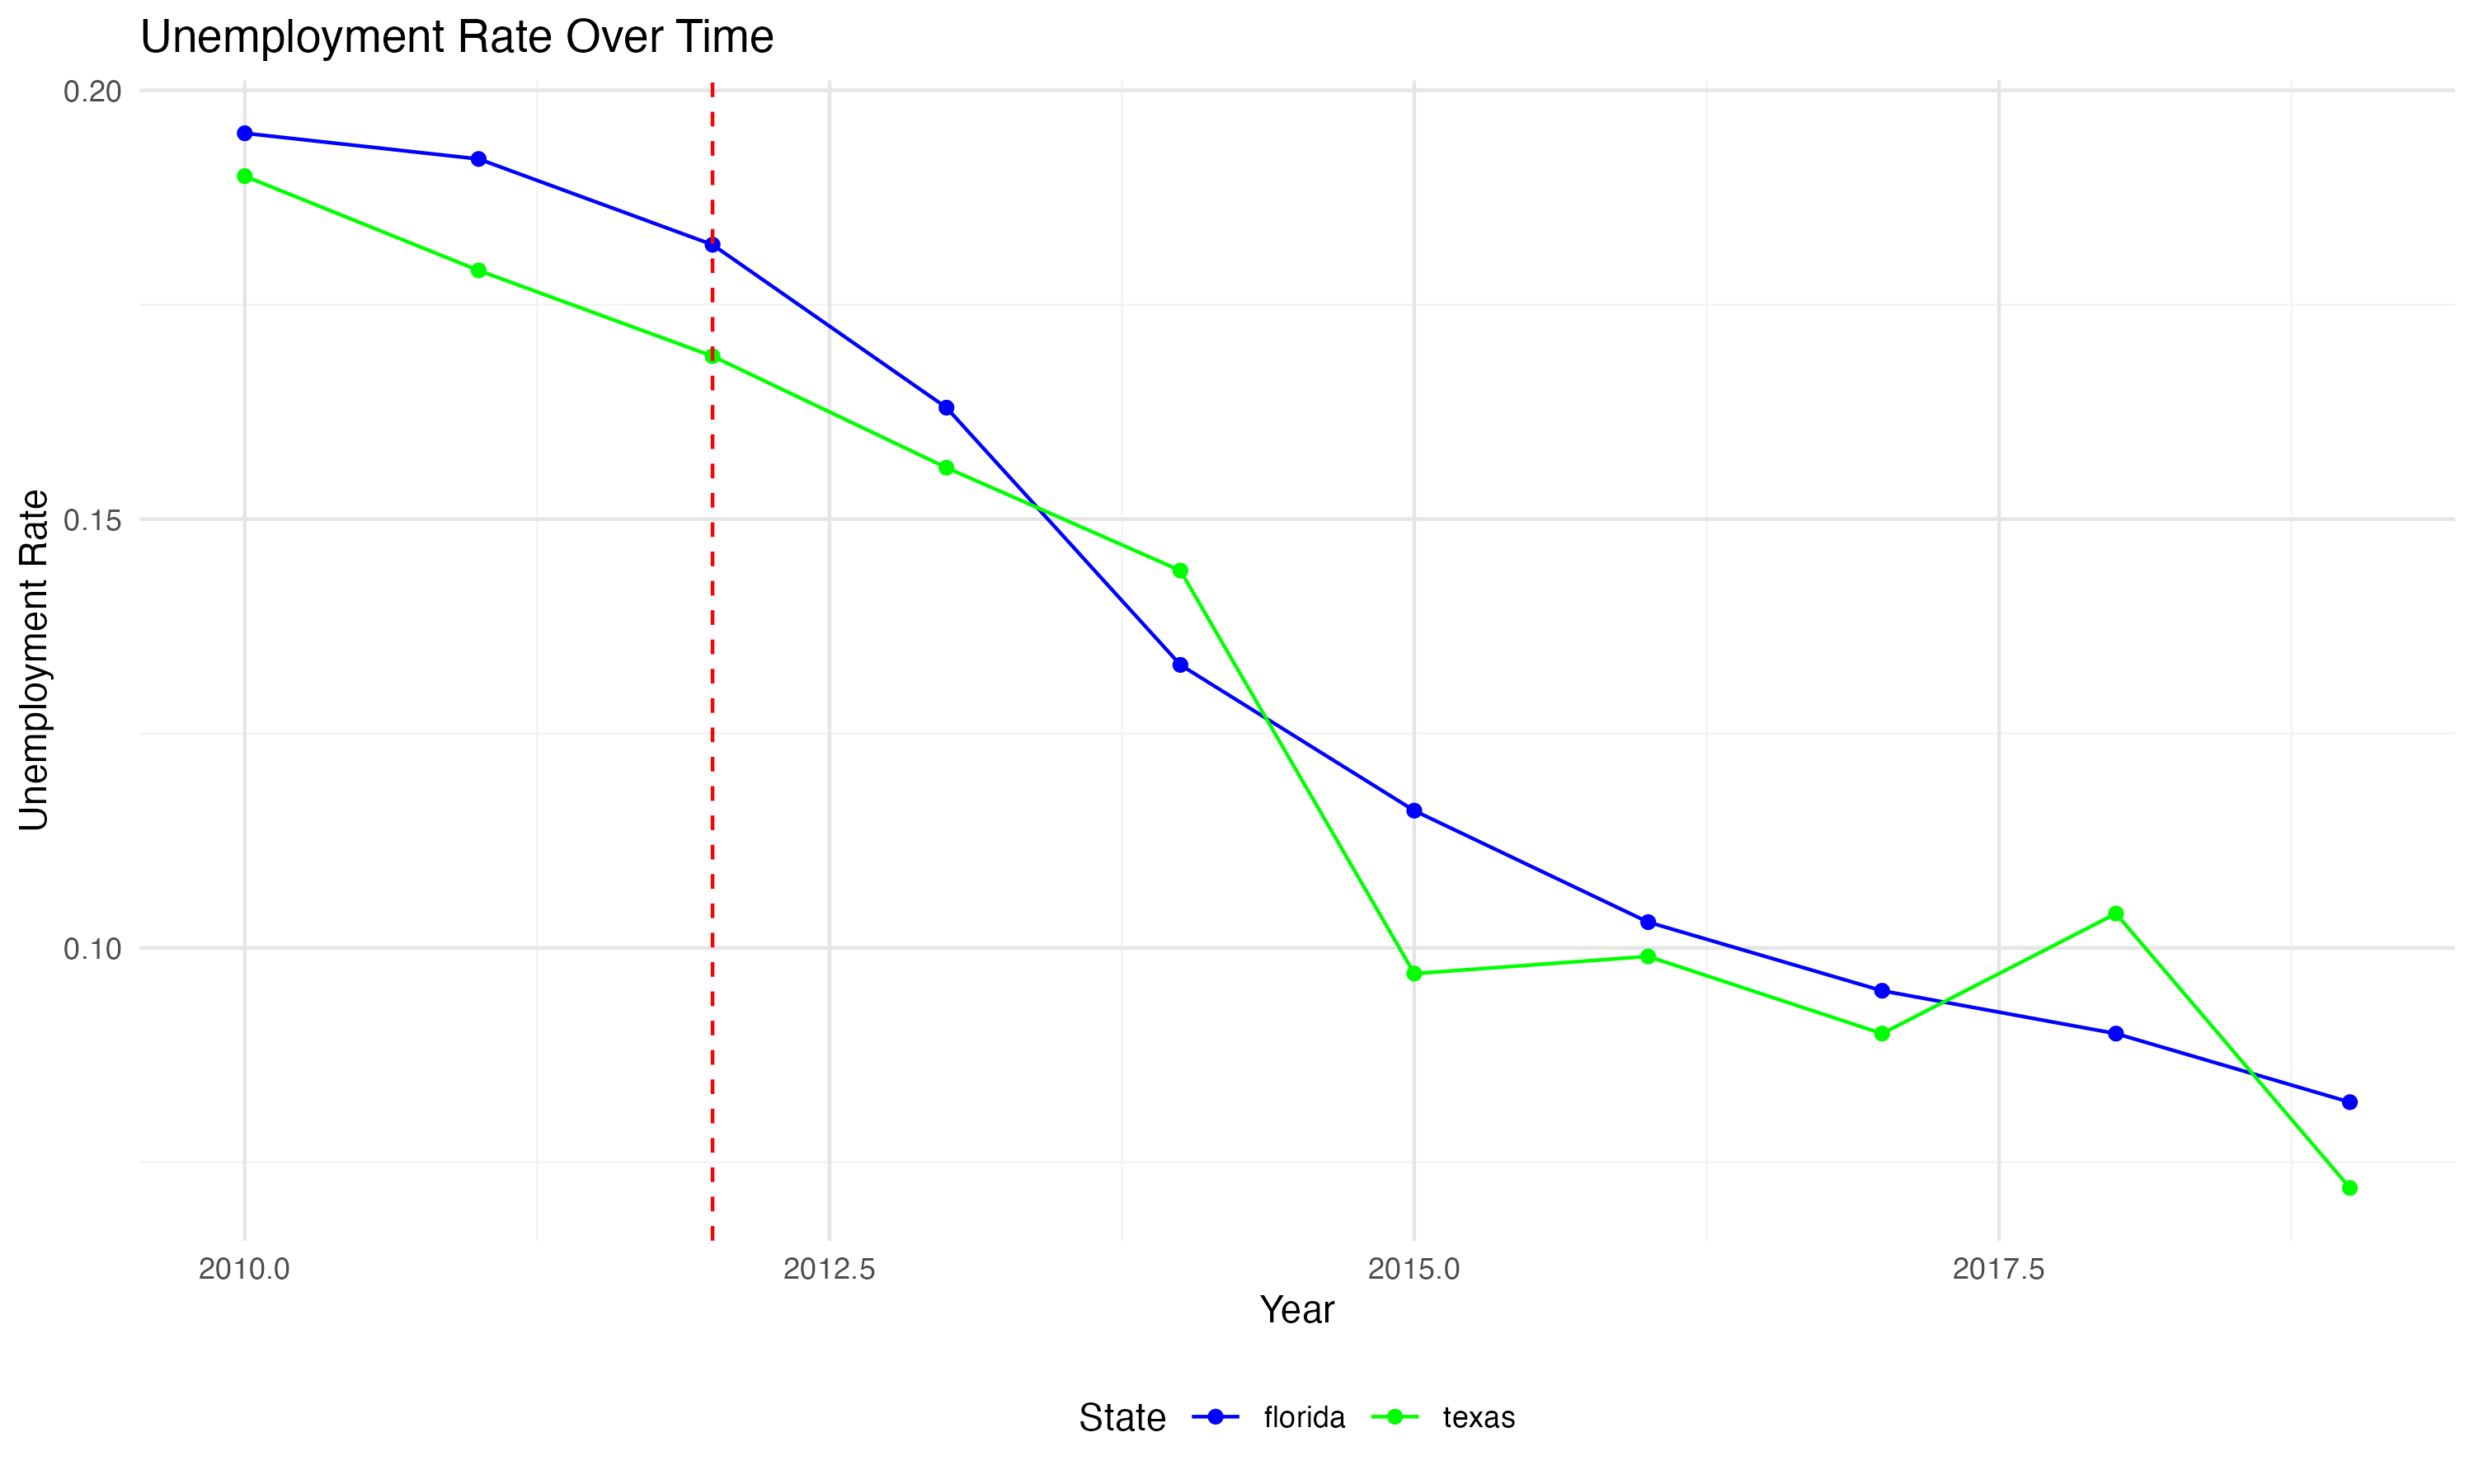 Unemployment Rate Over Time
0.20
0.15
0.10
Unemployment Rate
2010.0 2012.5 2015.0 2017.5
Year
State florida texas